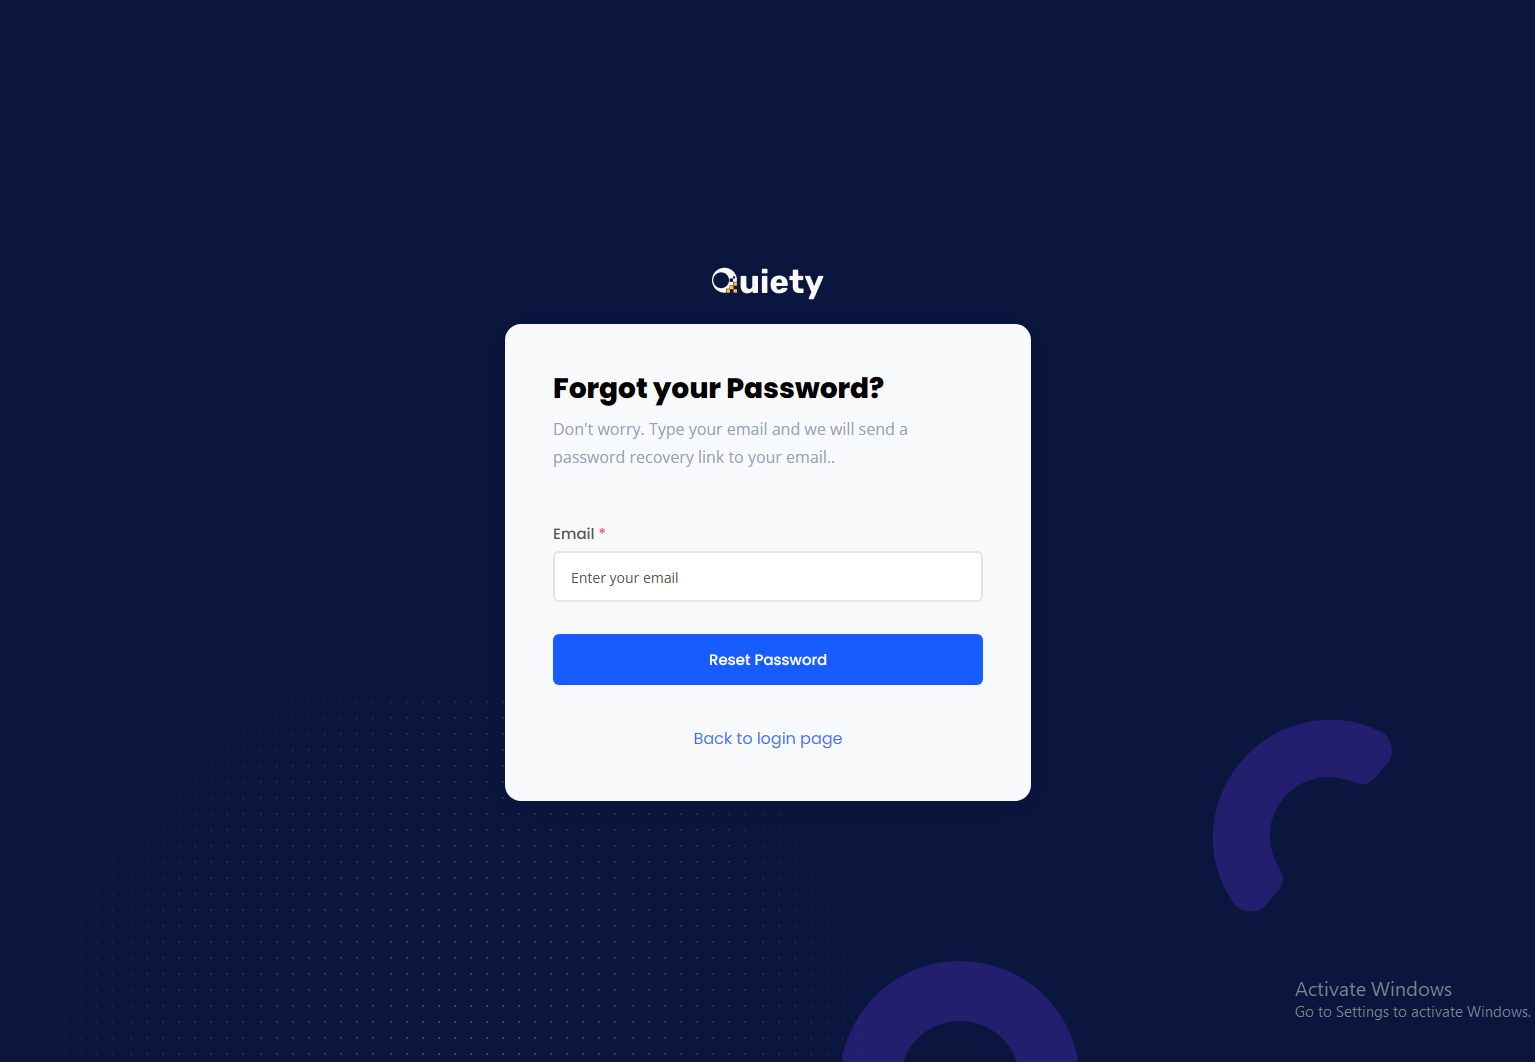 Quiety
Forgot your Password?
Don't worry. Type your email and we will send a
password recovery link to your email..
Email *
Enter your email
Reset Password
Back to login page
Activate Windows
Go to Settings to activate Windows.